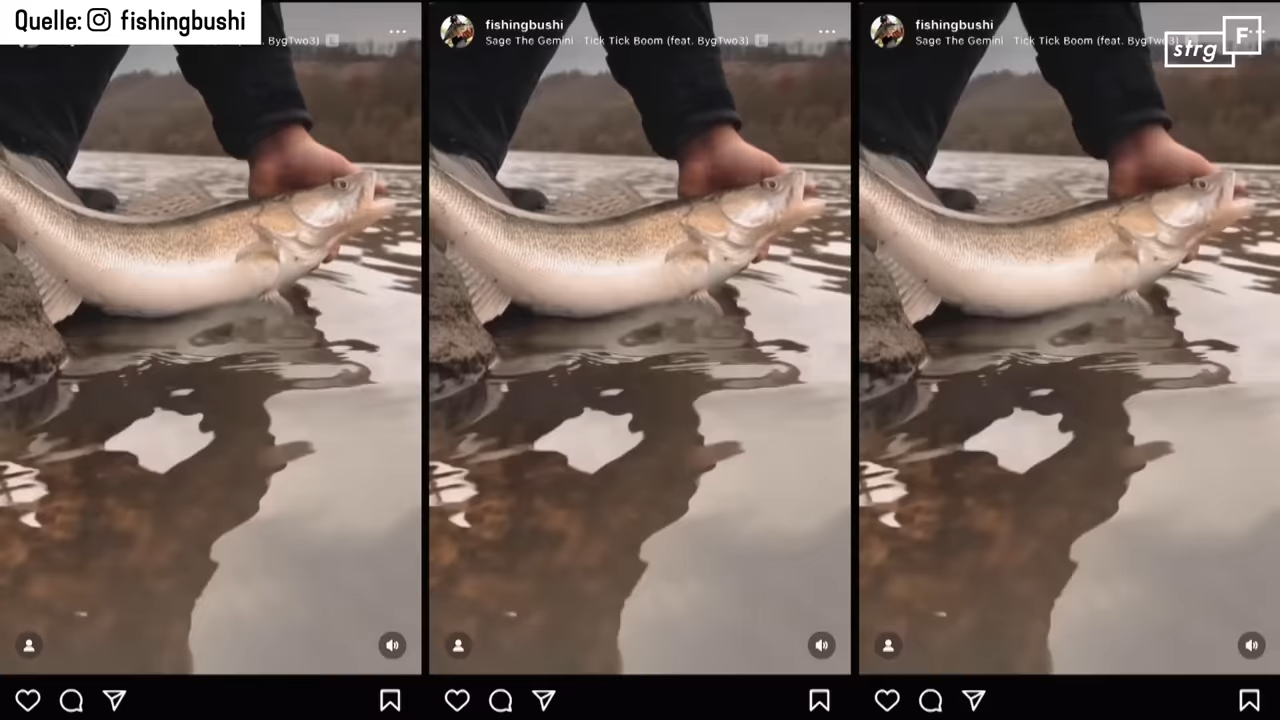 Quelle: fishingbushi
. BygTwo3) E
fishingbushi
Sage The Gemini · Tick Tick Boom (feat. BygTwo3) E
fishingbushi
Sage The Gemini · Tick Tick Boom (feat. BygTwo3)
strg F